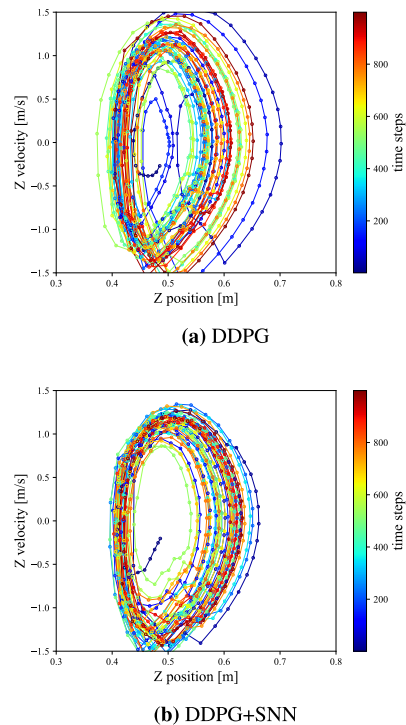 1.5
1.0
0.5
0.0
−0.5
−1.0
−1.5
Z velocity [m/s]
0.3 0.4 0.5 0.6 0.7 0.8
Z position [m]
800
600
400
200
time steps
(a) DDPG
1.5
1.0
0.5
0.0
−0.5
−1.0
−1.5
Z velocity [m/s]
0.3 0.4 0.5 0.6 0.7 0.8
Z position [m]
800
600
400
200
time steps
(b) DDPG+SNN